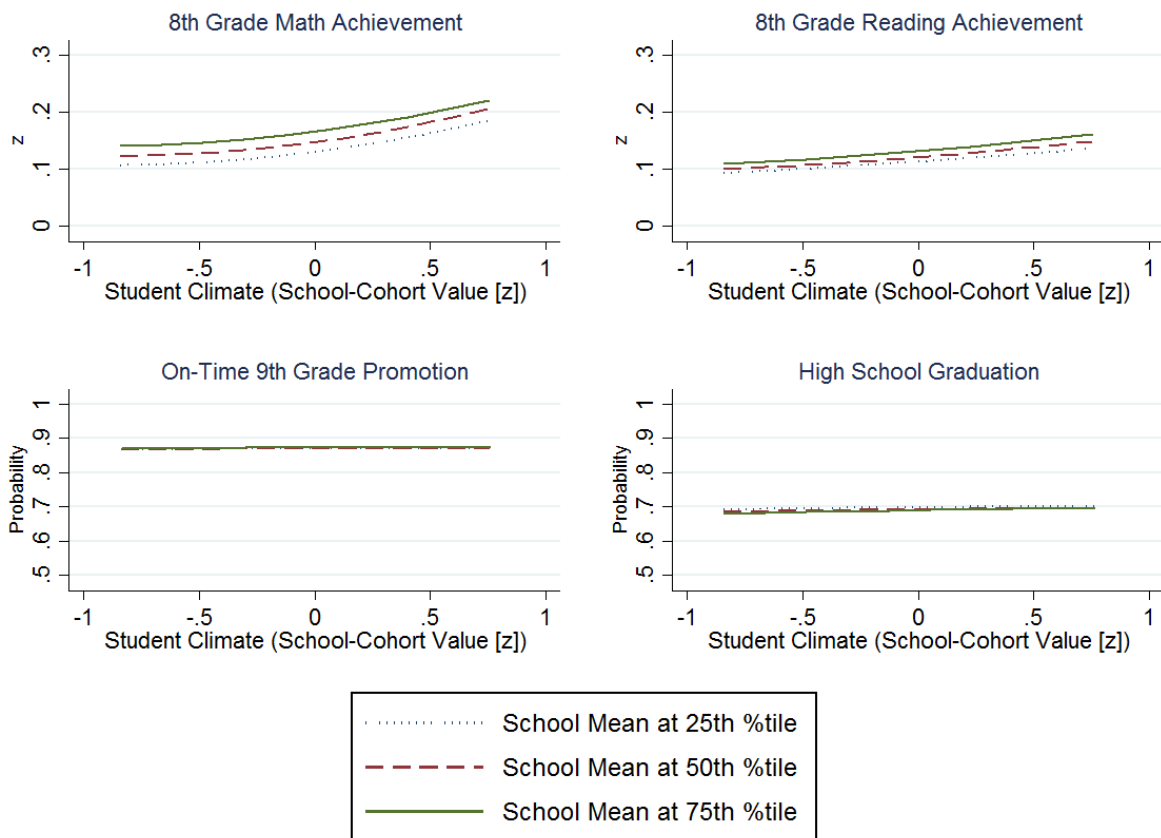 8th Grade Math Achievement
z
0
.1
.2
.3
-1
-.5
0
.5
1
Student Climate (School-Cohort Value [z])
8th Grade Reading Achievement
0
.1
.2
.3
-1
-.5
0
.5
1
Student Climate (School-Cohort Value [z])
On-Time 9th Grade Promotion
Probability
.5
.6
.7
.8
.9
1
-1
-.5
0
.5
1
Student Climate (School-Cohort Value [z])
High School Graduation
Probability
.5
.6
.7
.8
.9
1
-1
-.5
0
.5
1
Student Climate (School-Cohort Value [z])
School Mean at 25th %tile
School Mean at 50th %tile
School Mean at 75th %tile